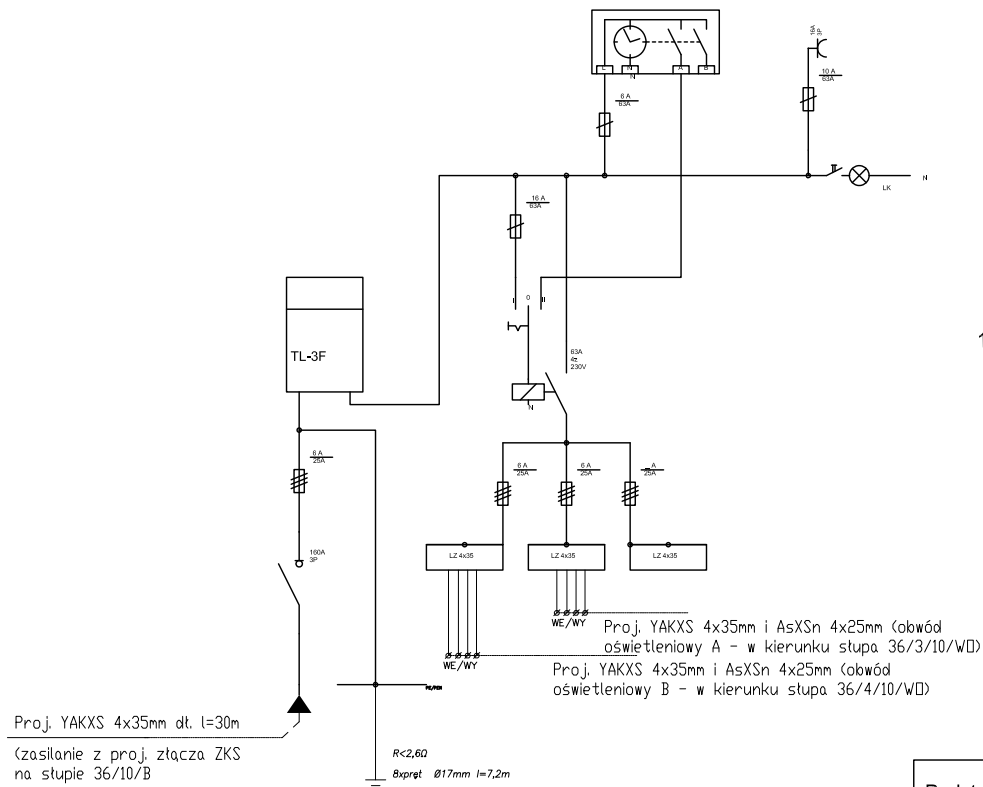 L
N
A
B
N
6 A
63A
16A
3P
10 A
63A
LK
N
16 A
63A
I
0
II
TL-3F
63A
4z
230V
N
6 A
25A
6 A
25A
6 A
25A
_ A
25A
160A
3P
LZ 4x35
LZ 4x35
LZ 4x35
WE/WY
WE/WY
Proj. YAKXS 4x35mm i AsXSn 4x25mm (obwód
oświetleniowy A - w kierunku słupa 36/3/10/WO)
Proj. YAKXS 4x35mm i AsXSn 4x25mm (obwód
oświetleniowy B - w kierunku słupa 36/4/10/WO)
Proj. YAKXS 4x35mm dł. l=30m
(zasilanie z proj. złącza ZKS
na słupie 36/10/B
R<2,6Ω
8xpręt Ø17mm l=7,2m